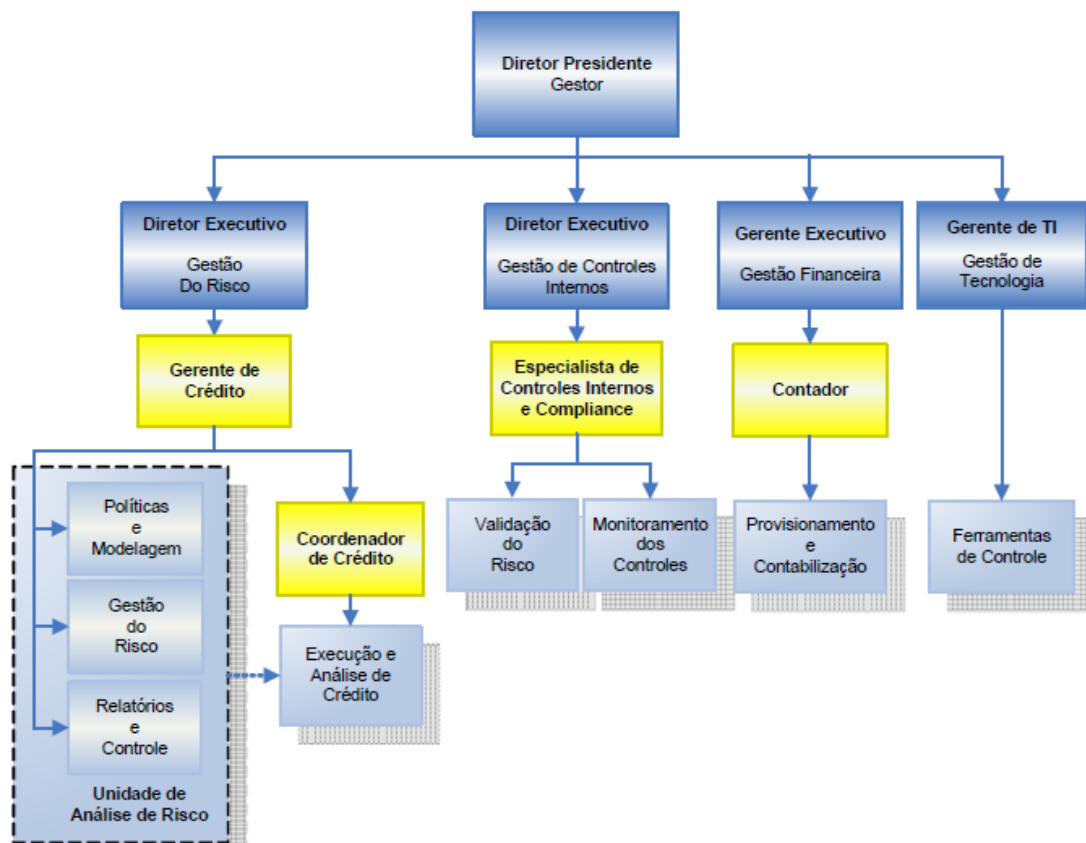 Diretor Presidente
Gestor
Diretor Executivo
Gestão
Do Risco
Diretor Executivo
Gestão de Controles
Internos
Gerente Executivo
Gestão Financeira
Gerente de TI
Gestão de
Tecnologia
Gerente de
Crédito
Especialista de
Controles Internos
e Compliance
Contador
Políticas
e
Modelagem
Gestão
do
Risco
Relatórios
e
Controle
Unidade de
Análise de Risco
Coordenador
de Crédito
Execução e
Análise de
Crédito
Validação
do
Risco
Monitoramento
dos
Controles
Provisionamento
e
Contabilização
Ferramentas
de Controle